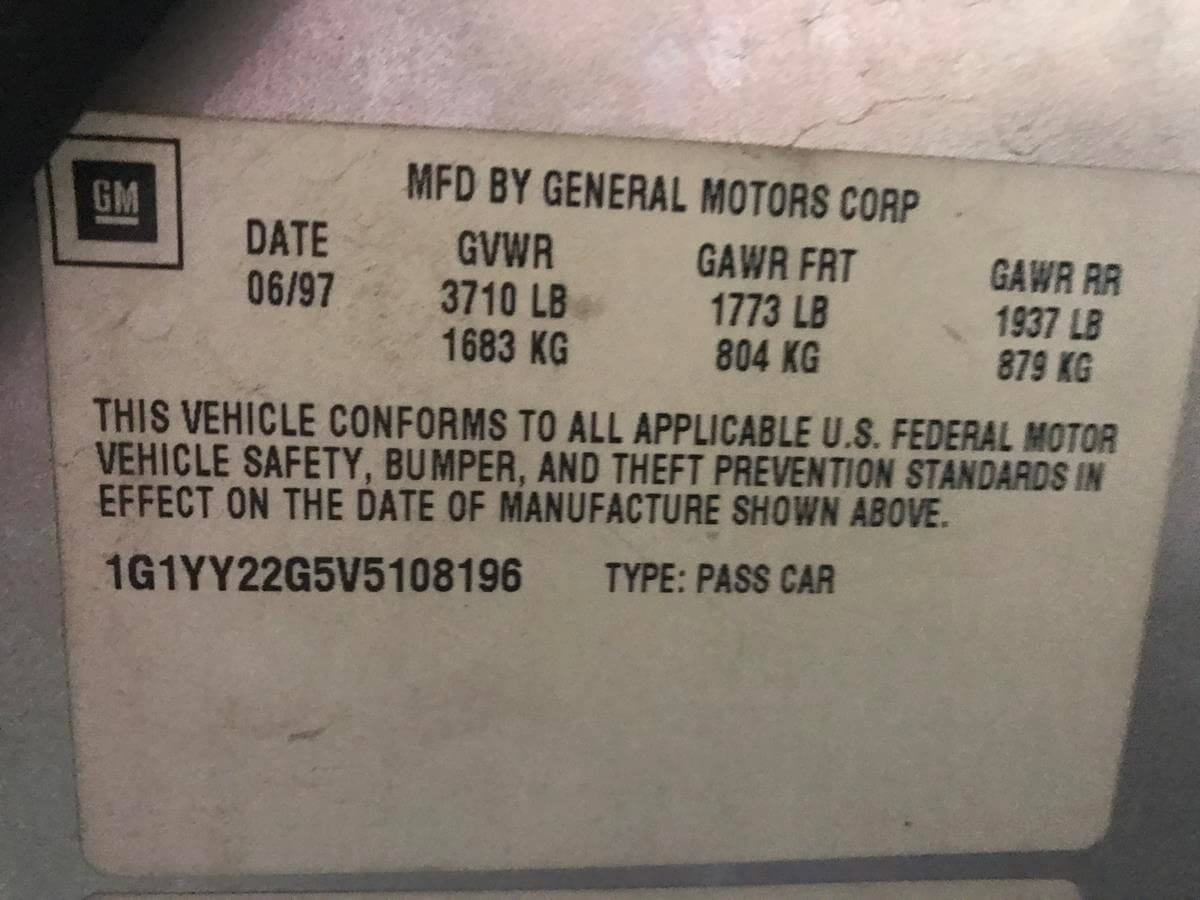 GM
MFD BY GENERAL MOTORS CORP
DATE GVWR GAWR FRT GAWR RR
06/97 3710 LB 1773 LB 1937 LB
1683 KG 804 KG 879 KG
THIS VEHICLE CONFORMS TO ALL APPLICABLE U.S. FEDERAL MOTOR
VEHICLE SAFETY, BUMPER, AND THEFT PREVENTION STANDARDS IN
EFFECT ON THE DATE OF MANUFACTURE SHOWN ABOVE.
1G1YY22G5V5108196 TYPE: PASS CAR